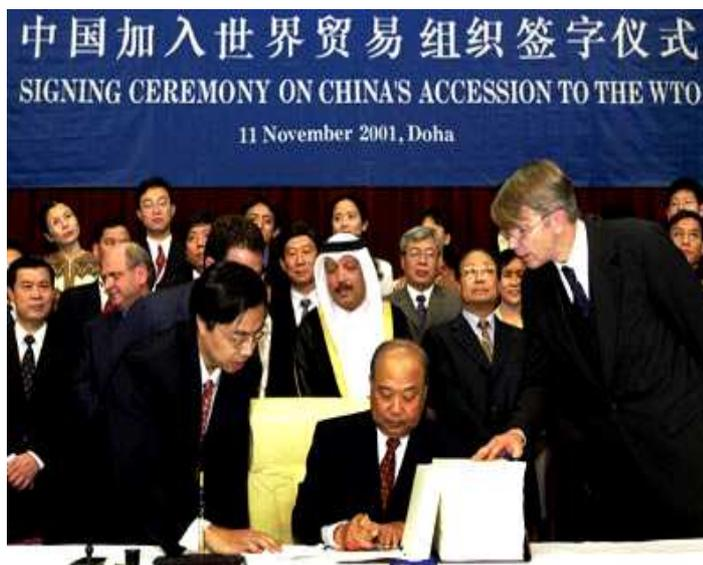 中国加入世界贸易组织签字仪式
SIGNING CEREMONY ON CHINA'S ACCESSION TO THE WTO
11 November 2001, Doha